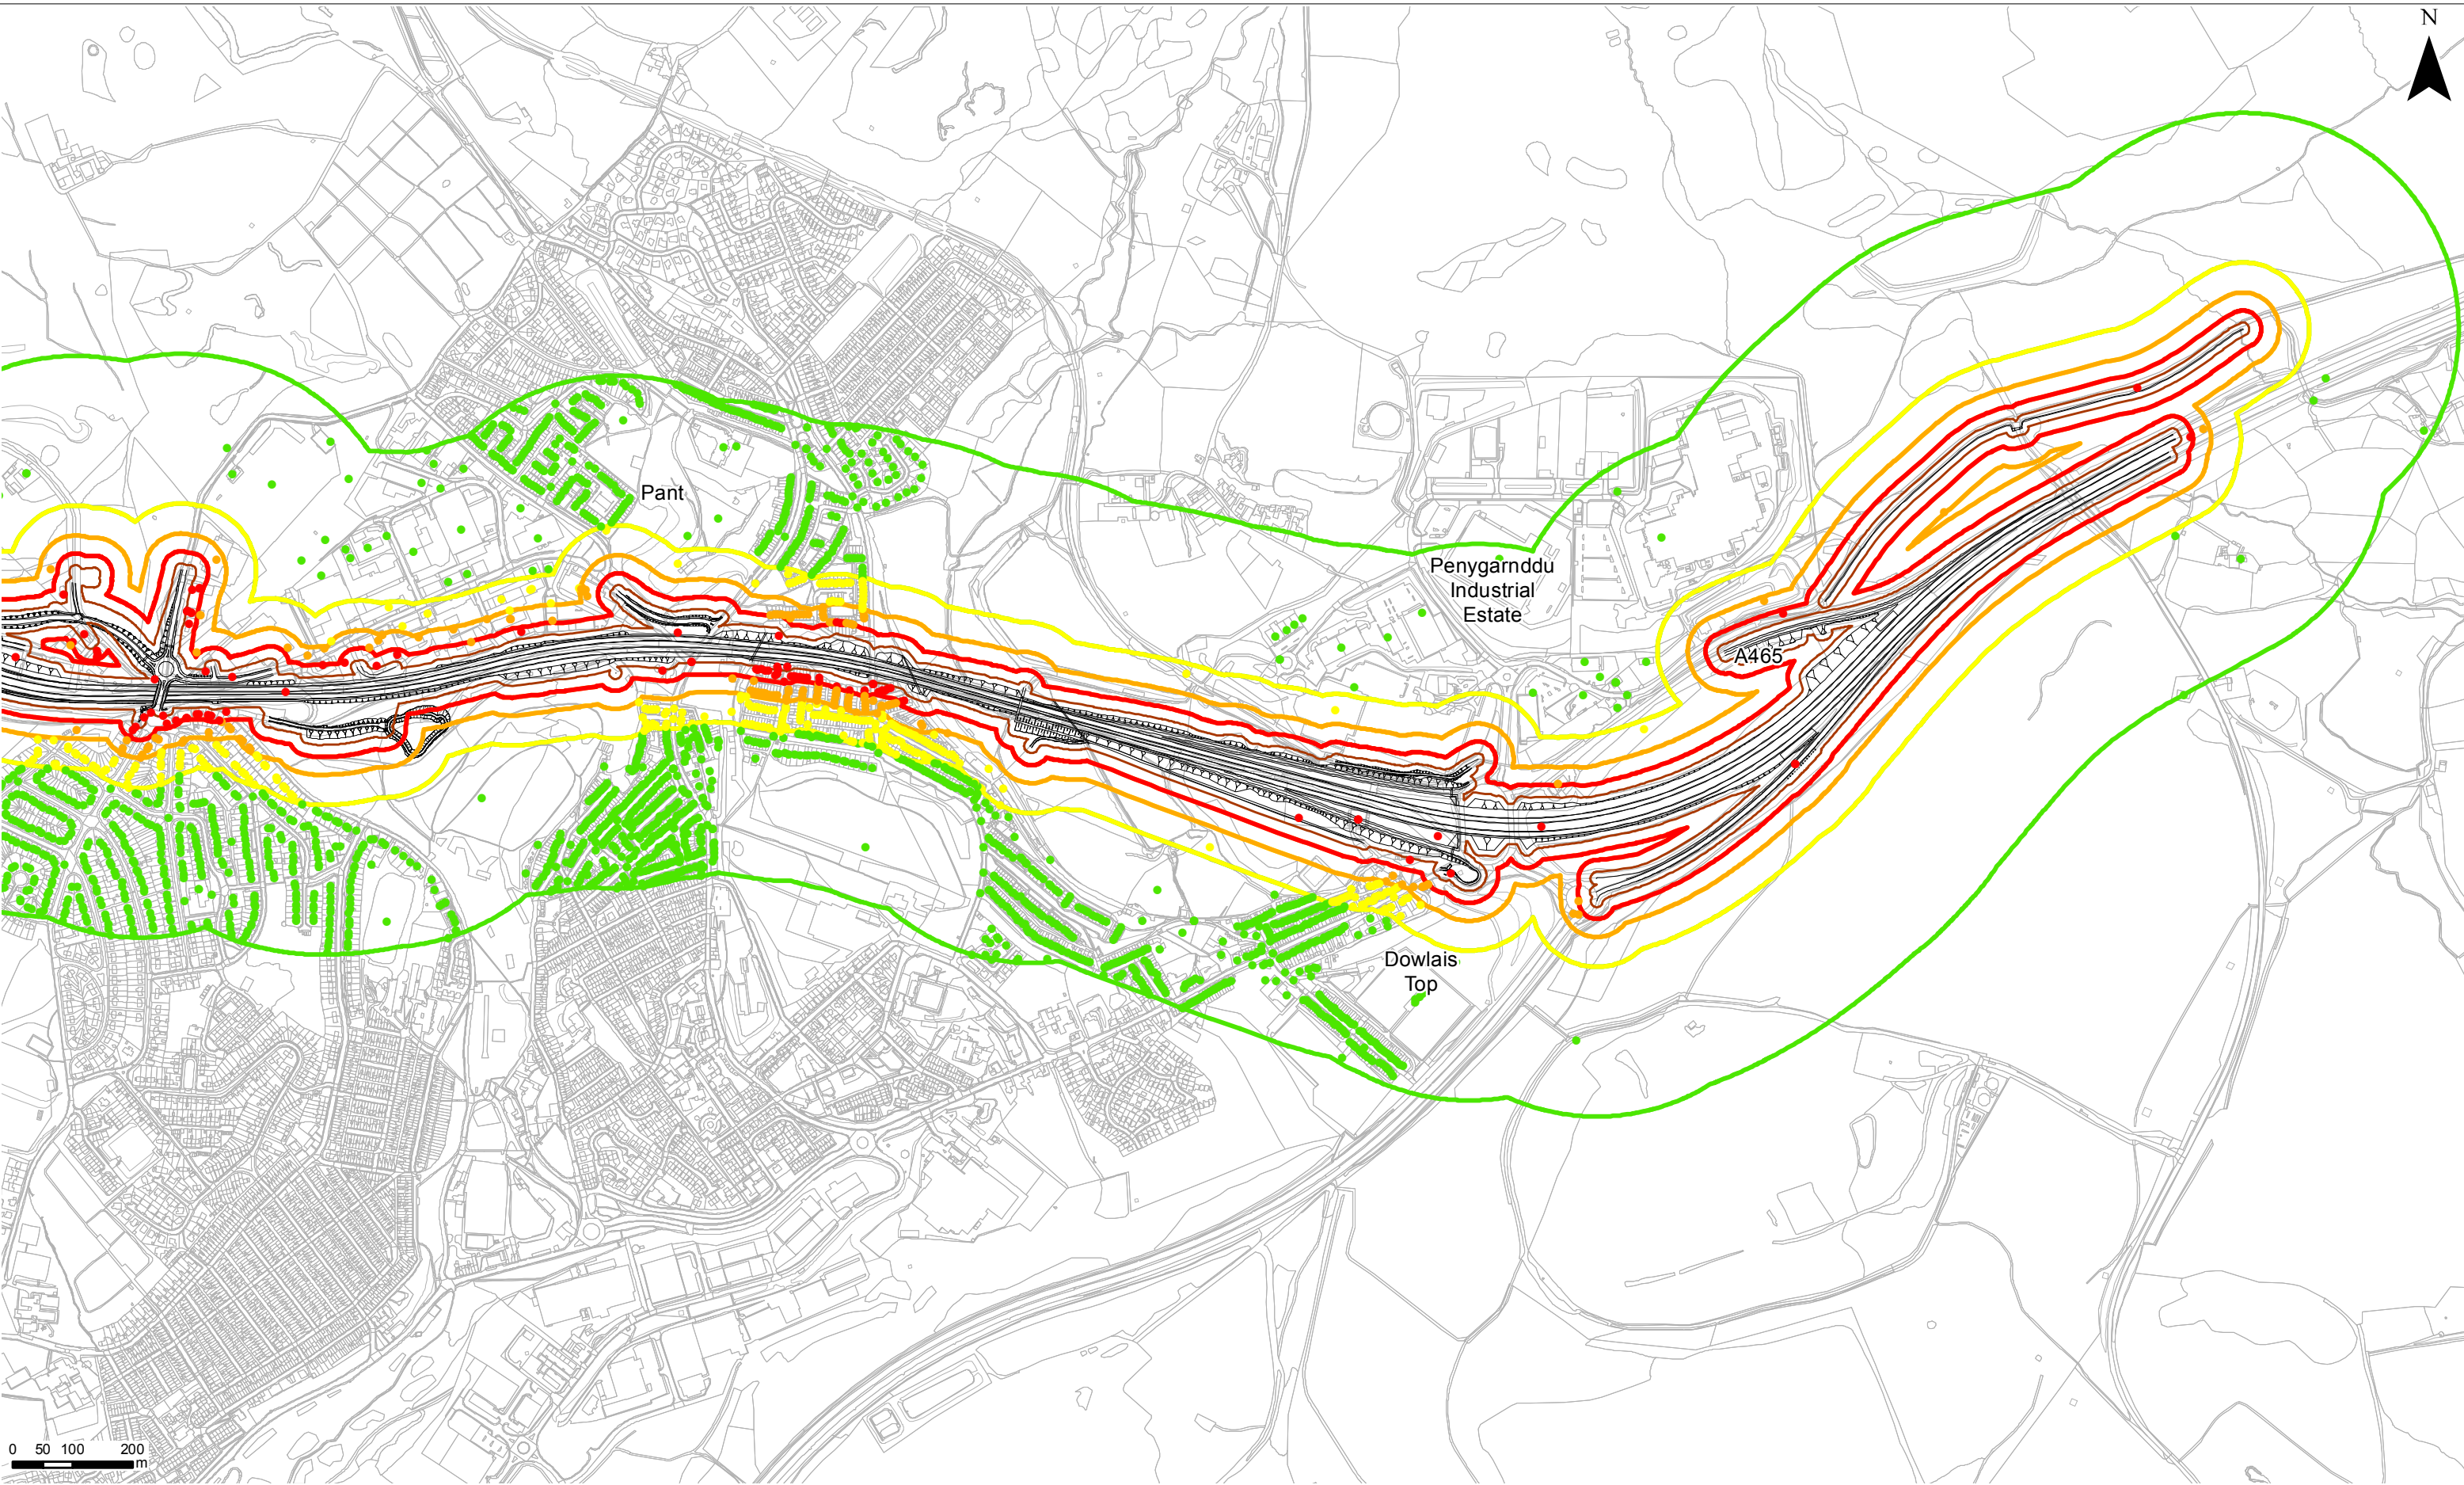 N
Pant
Penygarnddu
Industrial
Estate
A465
Dowlais
Top
0 50 100 200
m